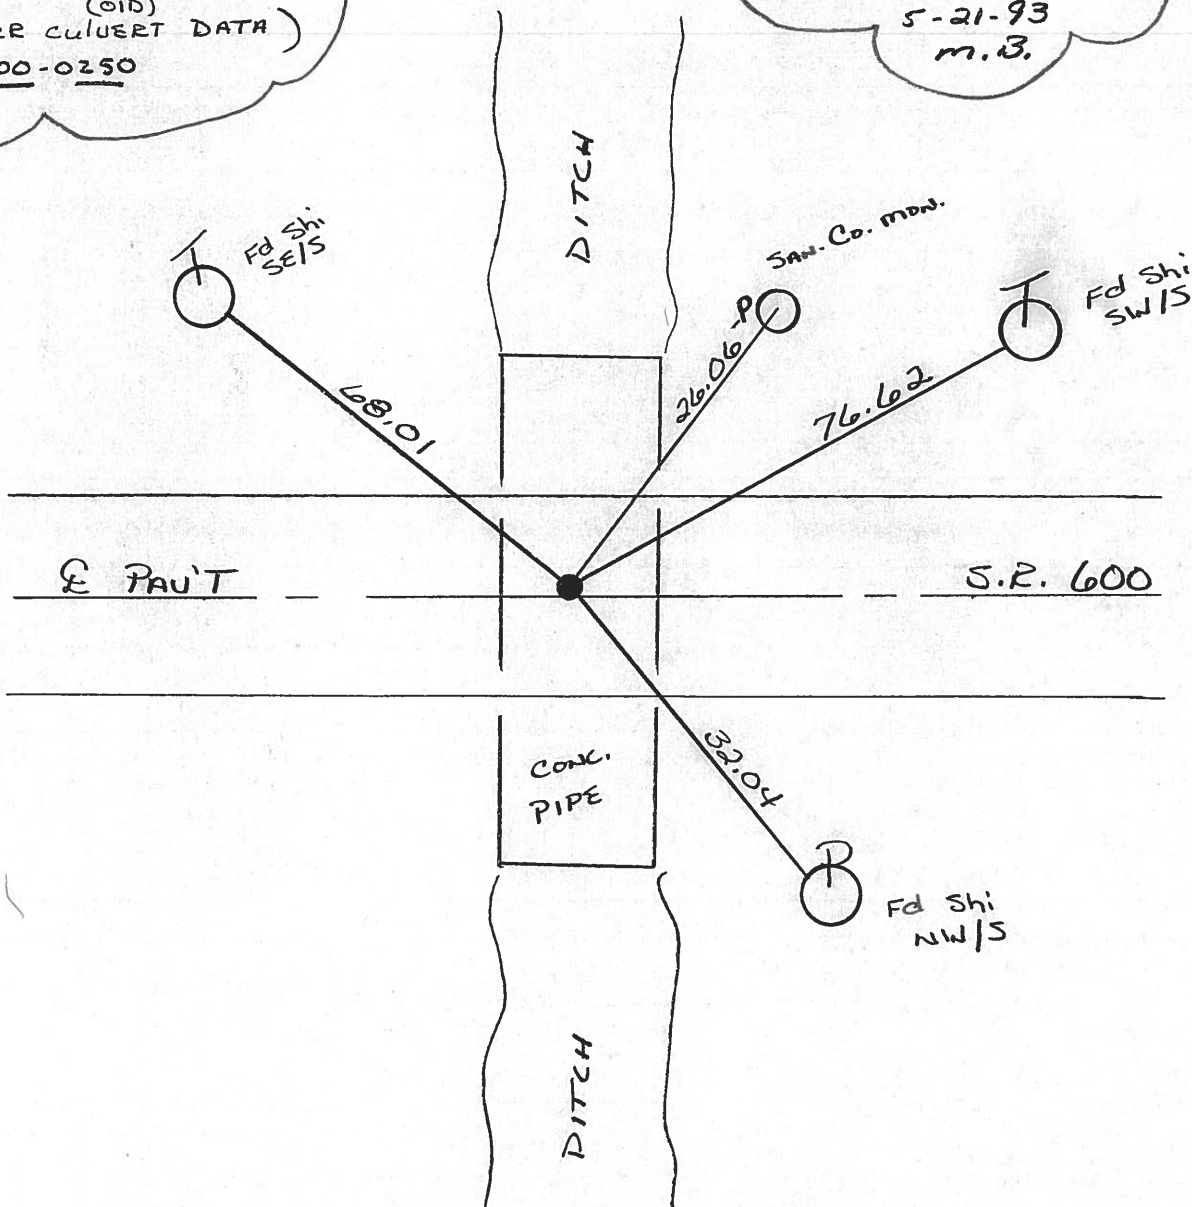 (OLD)
CULVERT DATA)
00-0250
5-21-93
M.B.
DITCH
Fd Shi
SE/S
SAN. CO. MON.
Fd Shi
SW/S
T
T
P
68.01
26.06
76.62
℄ PAV'T
S.R. 600
32.04
CONC.
PIPE
P
Fd Shi
NW/S
DITCH